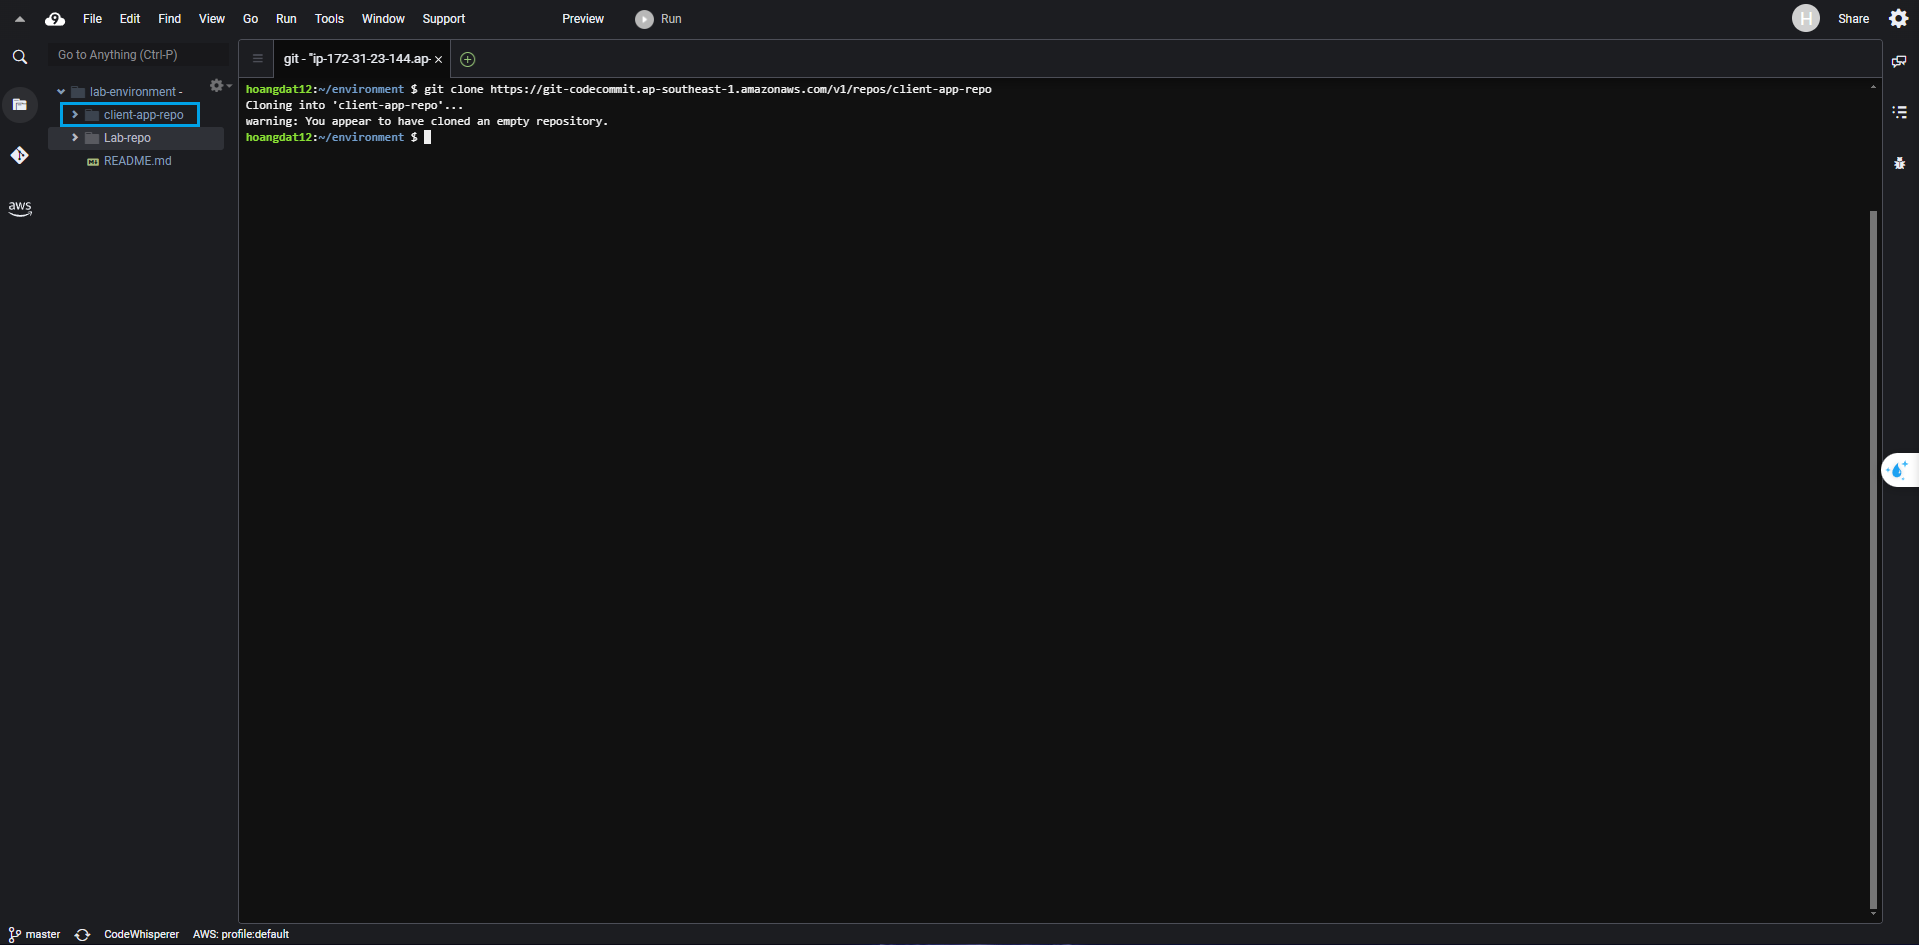 9 File Edit Find View Go Run Tools Window Support Preview Run H Share
Go to Anything (Ctrl-P)
git - "ip-172-31-23-144.ap-
lab-environment -
client-app-repo
Lab-repo
README.md
aws
hoangdat12:~/environment $ git clone https://git-codecommit.ap-southeast-1.amazonaws.com/v1/repos/client-app-repo
Cloning into 'client-app-repo'...
warning: You appear to have cloned an empty repository.
hoangdat12:~/environment $
master CodeWhisperer AWS: profile:default